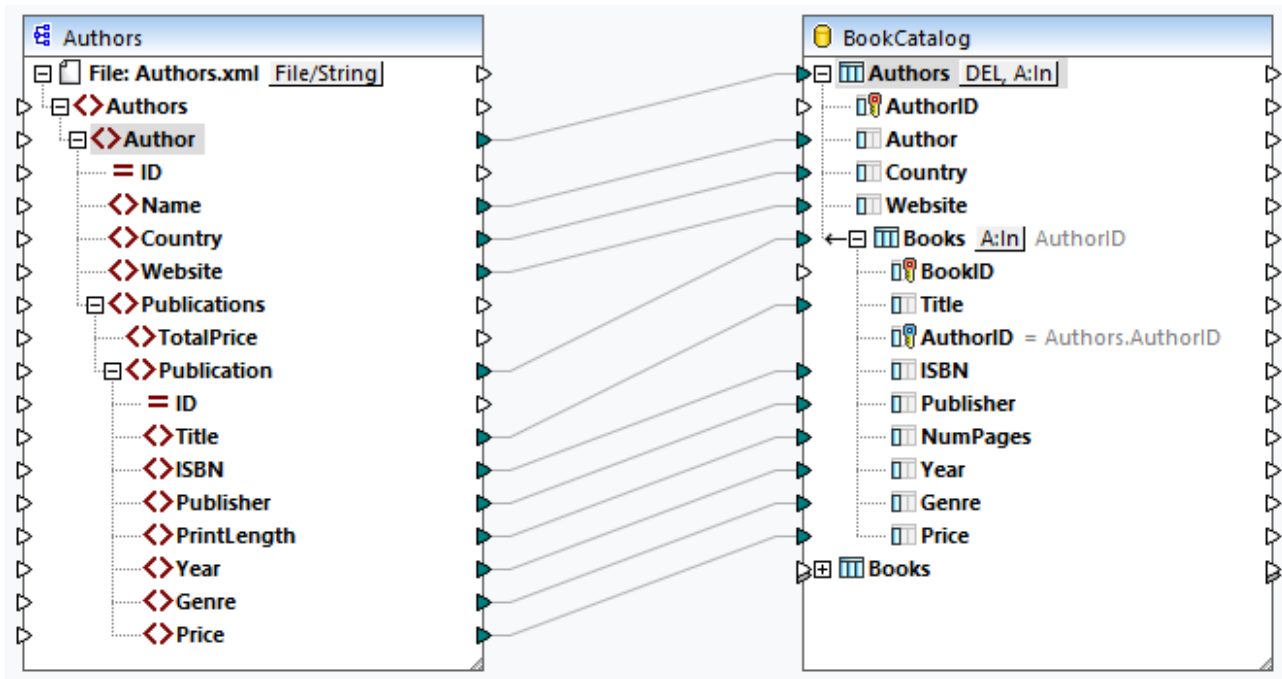 Authors
File: Authors.xml File/String
Authors
Author
ID
Name
Country
Website
Publications
TotalPrice
Publication
ID
Title
ISBN
Publisher
PrintLength
Year
Genre
Price
BookCatalog
Authors DEL, A:In
AuthorID
Author
Country
Website
Books A:In AuthorID
BookID
Title
AuthorID = Authors.AuthorID
ISBN
Publisher
NumPages
Year
Genre
Price
Books